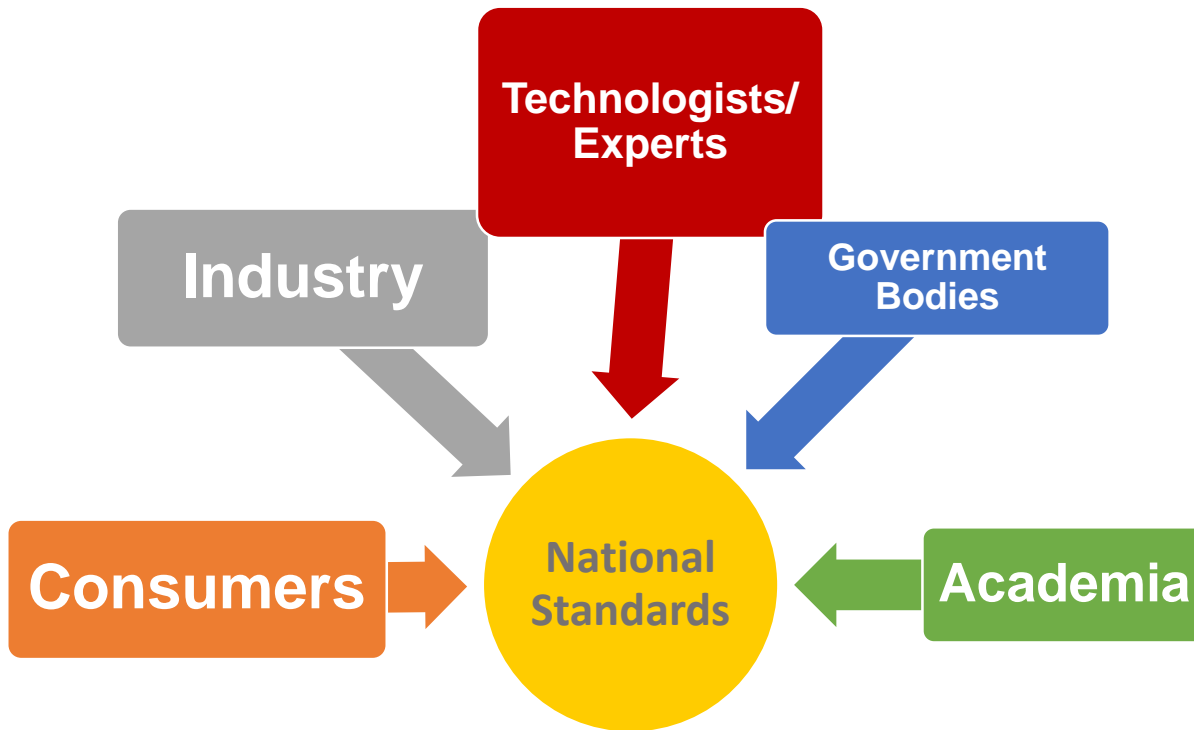 Technologists/
Experts
Industry
Government
Bodies
Consumers
National
Standards
Academia